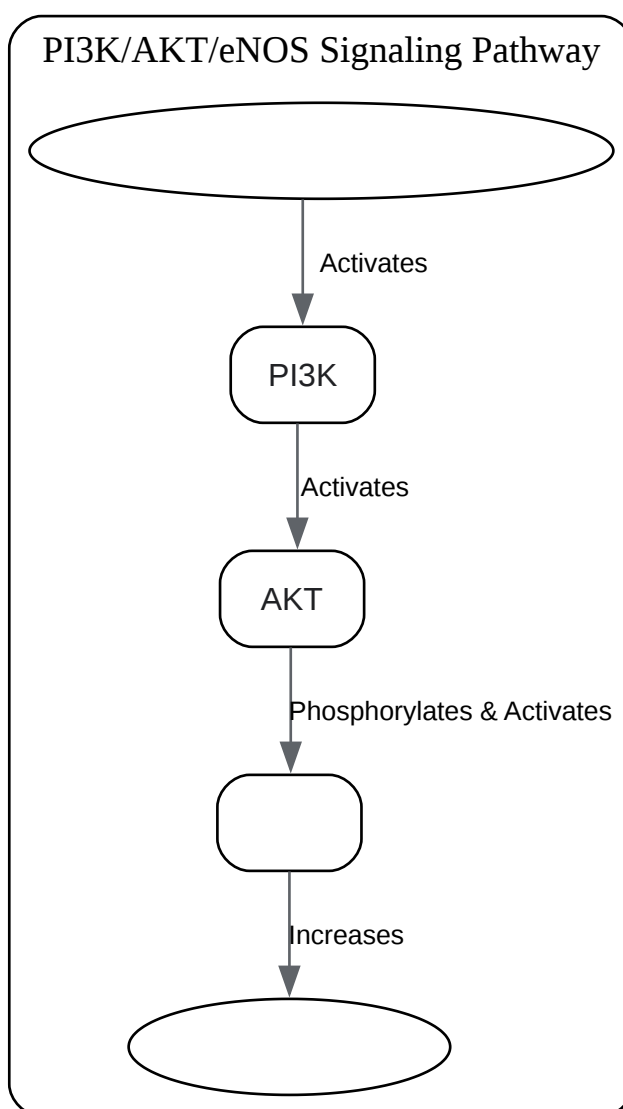 PI3K/AKT/eNOS Signaling Pathway
Activates
PI3K
Activates
AKT
Phosphorylates & Activates
Increases